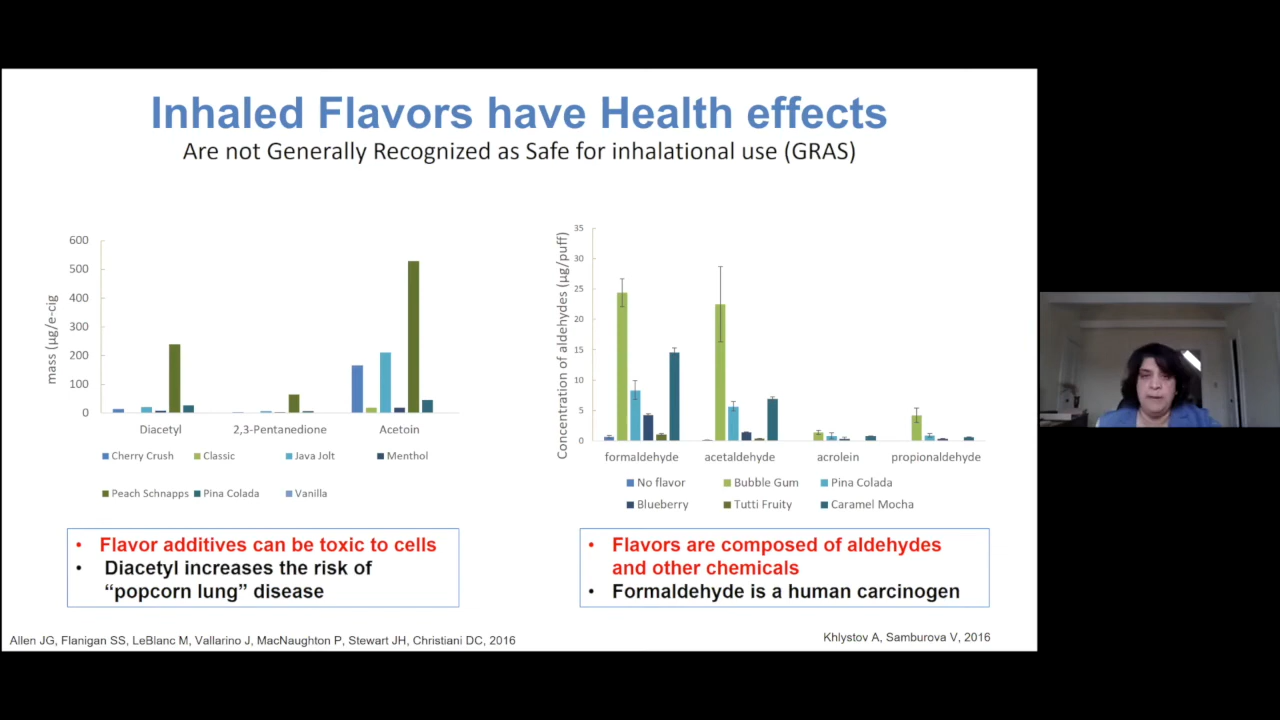 Inhaled Flavors have Health effects
Are not Generally Recognized as Safe for inhalational use (GRAS)
mass (µg/e-cig
600
500
400
300
200
100
0
Diacetyl
2,3-Pentanedione
Acetoin
Cherry Crush
Classic
Java Jolt
Menthol
Peach Schnapps
Pina Colada
Vanilla
• Flavor additives can be toxic to cells
• Diacetyl increases the risk of
“popcorn lung” disease
Allen JG, Flanigan SS, LeBlanc M, Vallarino J, MacNaughton P, Stewart JH, Christiani DC, 2016
Concentration of aldehydes (µg/puff)
35
30
25
20
15
10
5
0
formaldehyde
acetaldehyde
acrolein
propionaldehyde
No flavor
Bubble Gum
Pina Colada
Blueberry
Tutti Fruity
Caramel Mocha
• Flavors are composed of aldehydes
and other chemicals
• Formaldehyde is a human carcinogen
Khlystov A, Samburova V, 2016